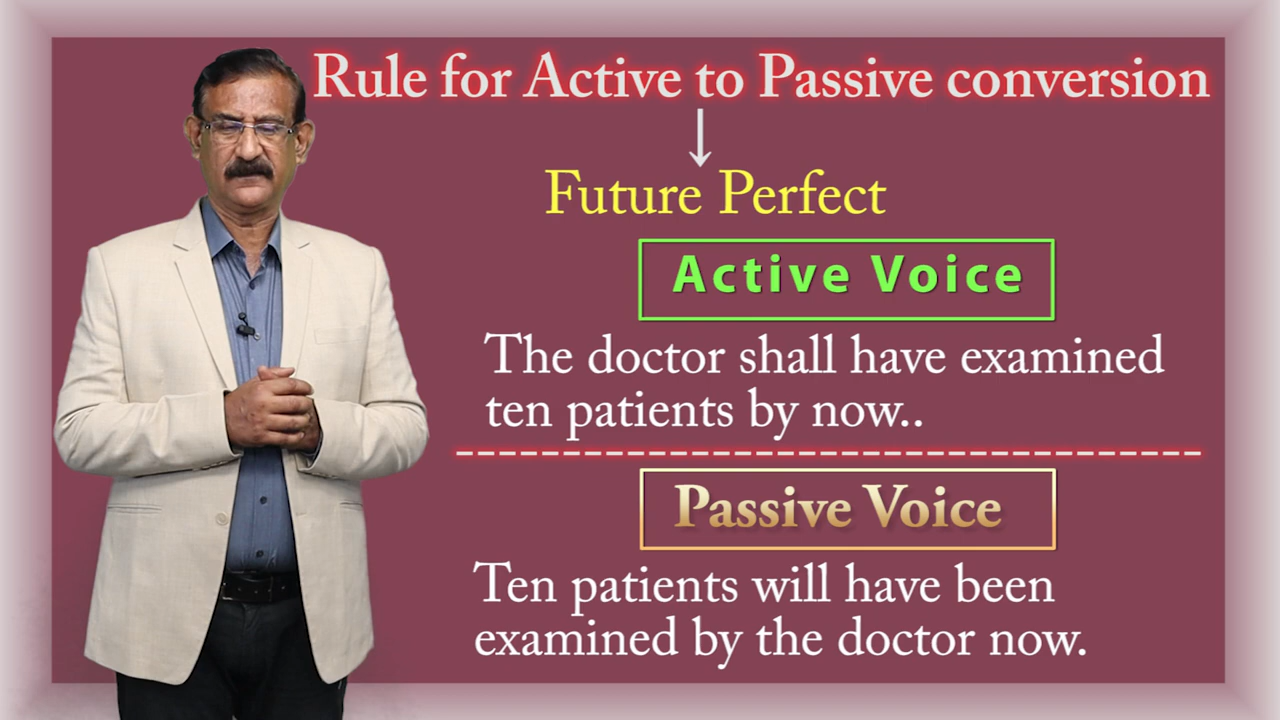 Rule for Active to Passive conversion
Future Perfect
Active Voice
The doctor shall have examined
ten patients by now..
Passive Voice
Ten patients will have been
examined by the doctor now.